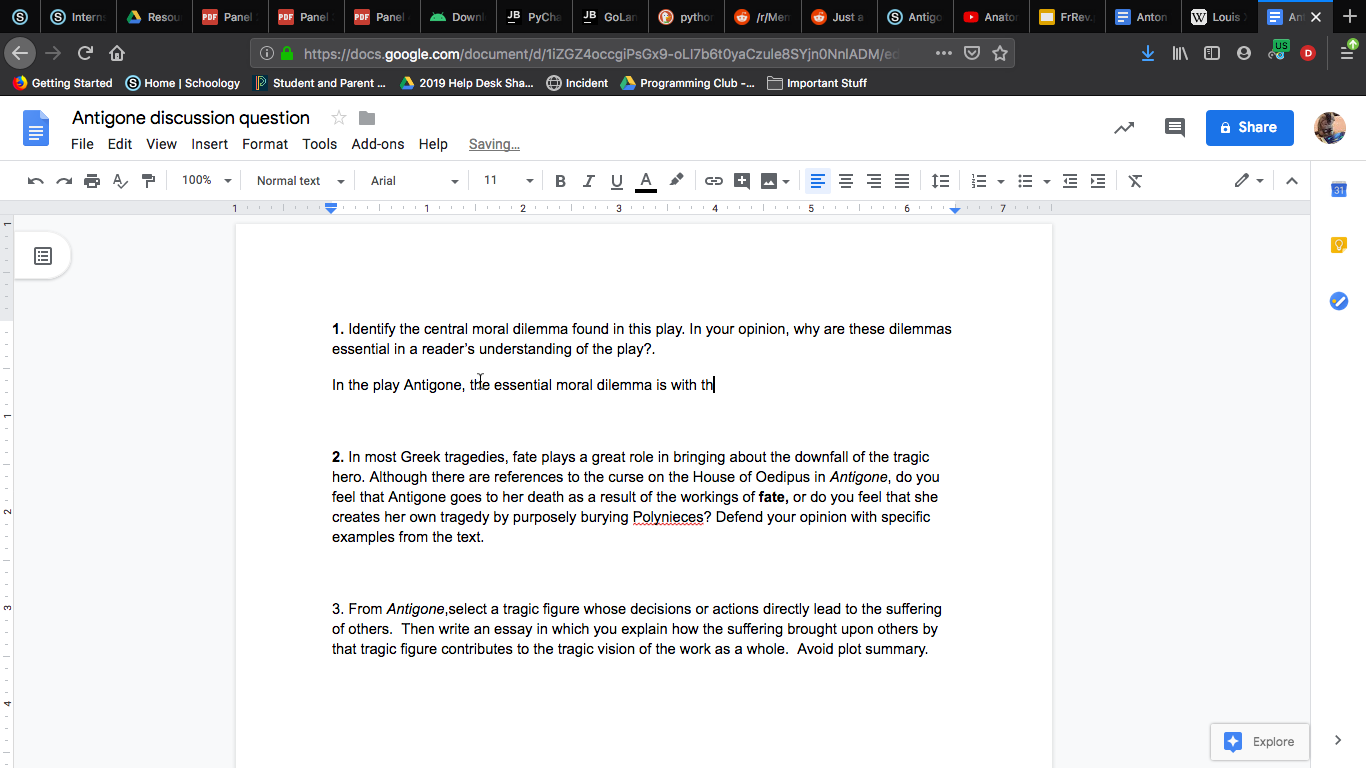 Intern
Resou
PDF Panel
PDF Panel
PDF Panel
Downl
JB PyCha
JB GoLan
python
/r/Mem
Just a
Antigo
Anator
FrRev.
Anton
W Louis
An
https://docs.google.com/document/d/1iZGZ4occgiPsGx9-oLI7b6t0yaCzule8SYjn0NnlADM/ed
US
D
Getting Started
Home | Schoology
Student and Parent ...
2019 Help Desk Sha...
Incident
Programming Club -...
Important Stuff
Antigone discussion question
File Edit View Insert Format Tools Add-ons Help Saving...
Share
100% Normal text Arial 11 B I U A
31
1 1 2 3 4 5 6 7
1. Identify the central moral dilemma found in this play. In your opinion, why are these dilemmas
essential in a reader’s understanding of the play?.
In the play Antigone, the essential moral dilemma is with th
2. In most Greek tragedies, fate plays a great role in bringing about the downfall of the tragic
hero. Although there are references to the curse on the House of Oedipus in Antigone, do you
feel that Antigone goes to her death as a result of the workings of fate, or do you feel that she
creates her own tragedy by purposely burying Polynieces? Defend your opinion with specific
examples from the text.
3. From Antigone,select a tragic figure whose decisions or actions directly lead to the suffering
of others.  Then write an essay in which you explain how the suffering brought upon others by
that tragic figure contributes to the tragic vision of the work as a whole.  Avoid plot summary.
1
1
2
3
4
Explore